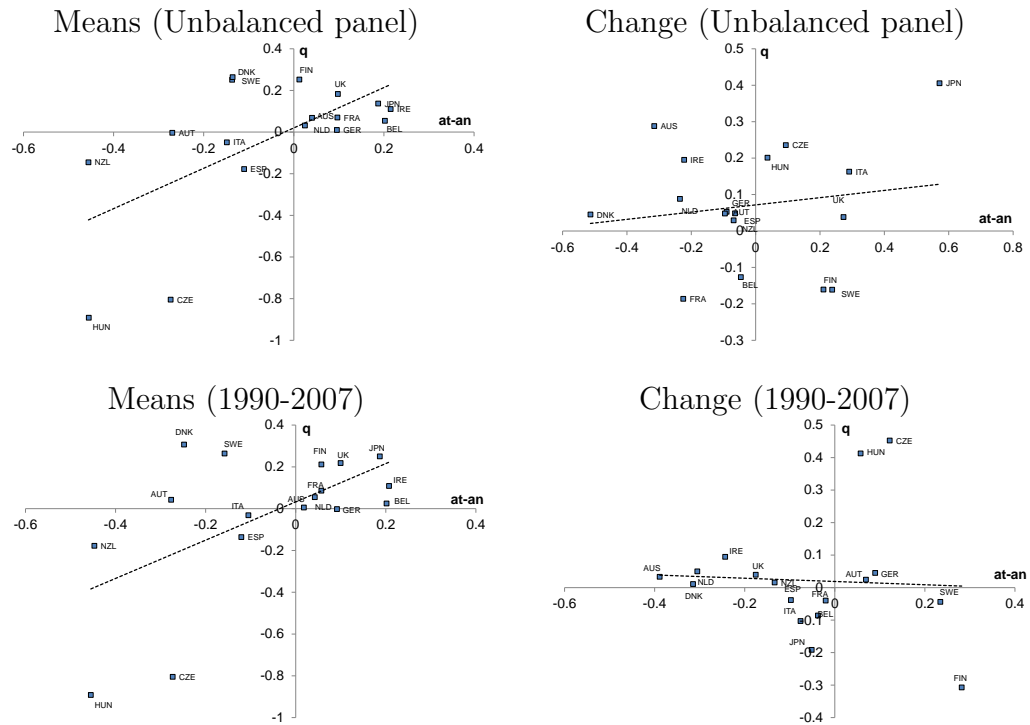 Means (Unbalanced panel)
q
0.4
0.2
0
-0.2
-0.4
-0.6
-0.8
-1
-0.6
-0.4
-0.2
0
0.2
0.4
at-an
DNK
SWE
FIN
UK
JPN
IRE
ADS
FRA
NLD
GER
BEL
AUT
ITA
NZL
ESP
CZE
HUN
Change (Unbalanced panel)
q
0.5
0.4
0.3
0.2
0.1
0
-0.1
-0.2
-0.3
-0.6
-0.4
-0.2
0
0.2
0.4
0.6
0.8
at-an
JPN
AUS
CZE
HUN
IRE
ITA
UK
GER
NLD
AUT
DNK
ESP
NZL
BEL
FIN
SWE
FRA
Means (1990-2007)
q
0.4
0.2
0
-0.2
-0.4
-0.6
-0.8
-1
-0.6
-0.4
-0.2
0
0.2
0.4
at-an
DNK
SWE
FIN
UK
JPN
FRA
IRE
AUT
AUS
ITA
NLD
GER
BEL
ESP
NZL
CZE
HUN
Change (1990-2007)
q
0.5
0.4
0.3
0.2
0.1
0
-0.1
-0.2
-0.3
-0.4
-0.6
-0.4
-0.2
0
0.2
0.4
at-an
CZE
HUN
IRE
AUS
UK
NLD
NZL
AUT
GER
DNK
ESP
FRA
SWE
ITA
BEL
JPN
FIN